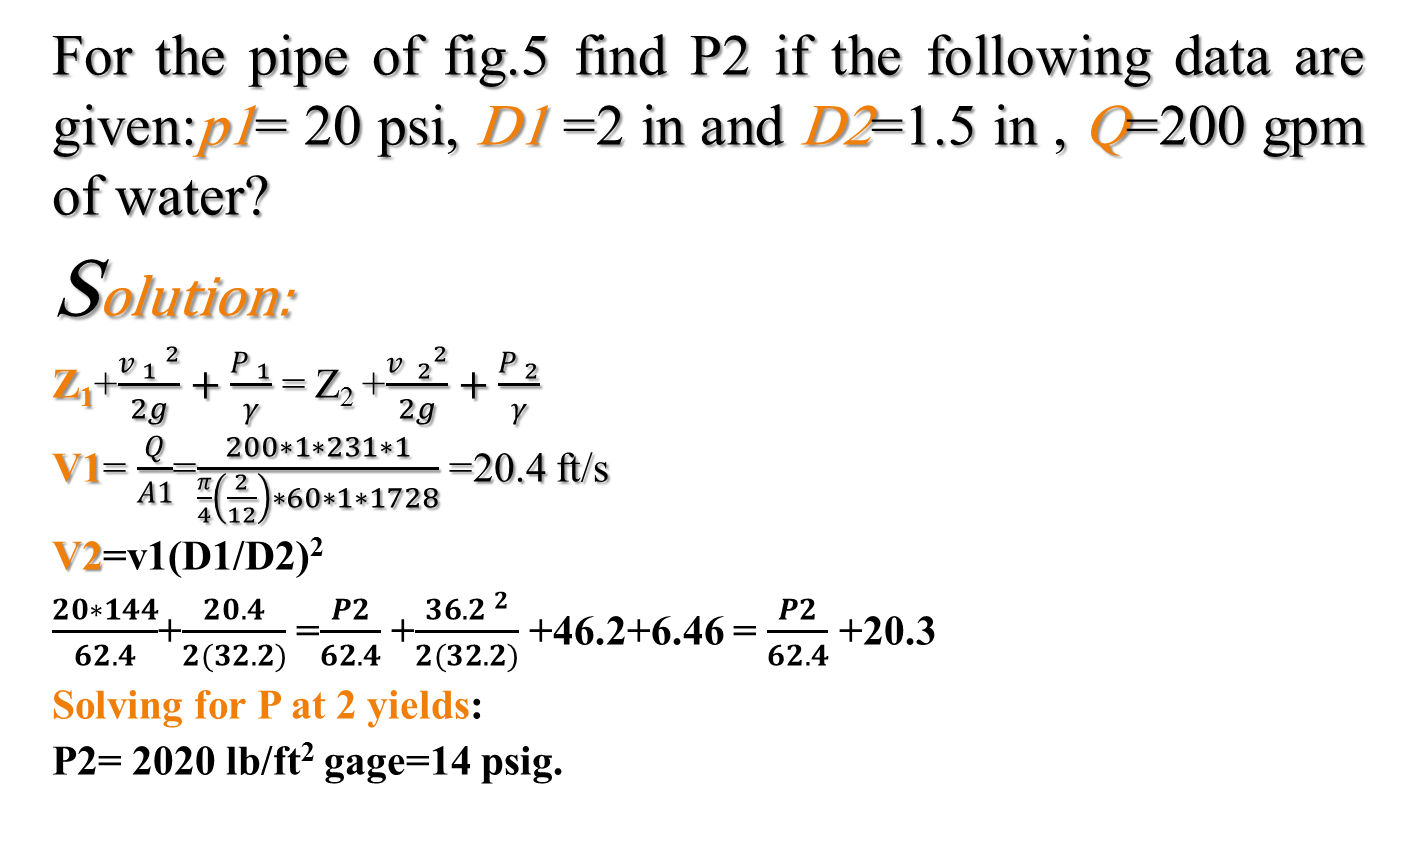 For the pipe of fig.5 find P2 if the following data are
given:p1= 20 psi, D1 =2 in and D2=1.5 in , Q=200 gpm
of water?
Solution:
Z₁+v₁²/2g + P₁/γ = Z₂ +v₂²/2g + P₂/γ
V1= Q/A1 = 200*1*231*1/(π/4(2/12)*60*1*1728) =20.4 ft/s
V2=v1(D1/D2)²
20*144/62.4 + 20.4/2(32.2) = P2/62.4 + 36.2²/2(32.2) +46.2+6.46 = P2/62.4 +20.3
Solving for P at 2 yields:
P2= 2020 lb/ft² gage=14 psig.